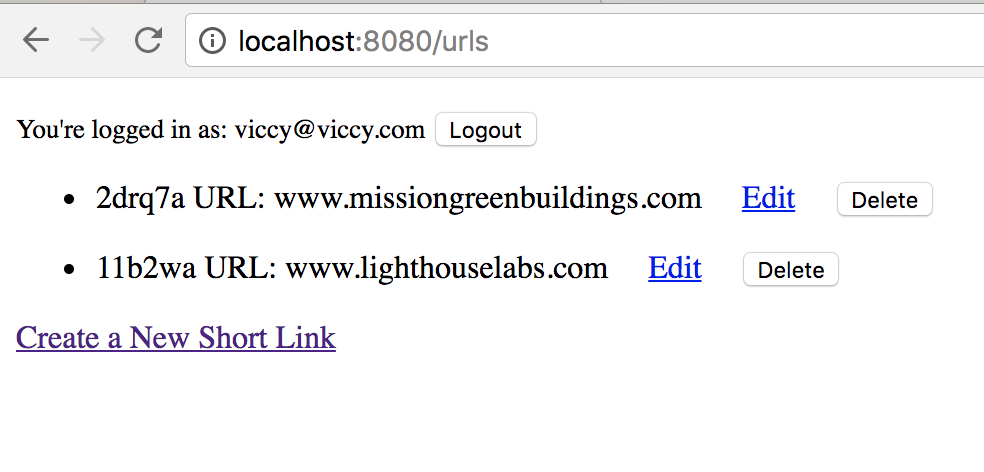 localhost:8080/urls
You're logged in as: viccy@viccy.com Logout
2drq7a URL: www.missiongreenbuildings.com Edit Delete
11b2wa URL: www.lighthouselabs.com Edit Delete
Create a New Short Link